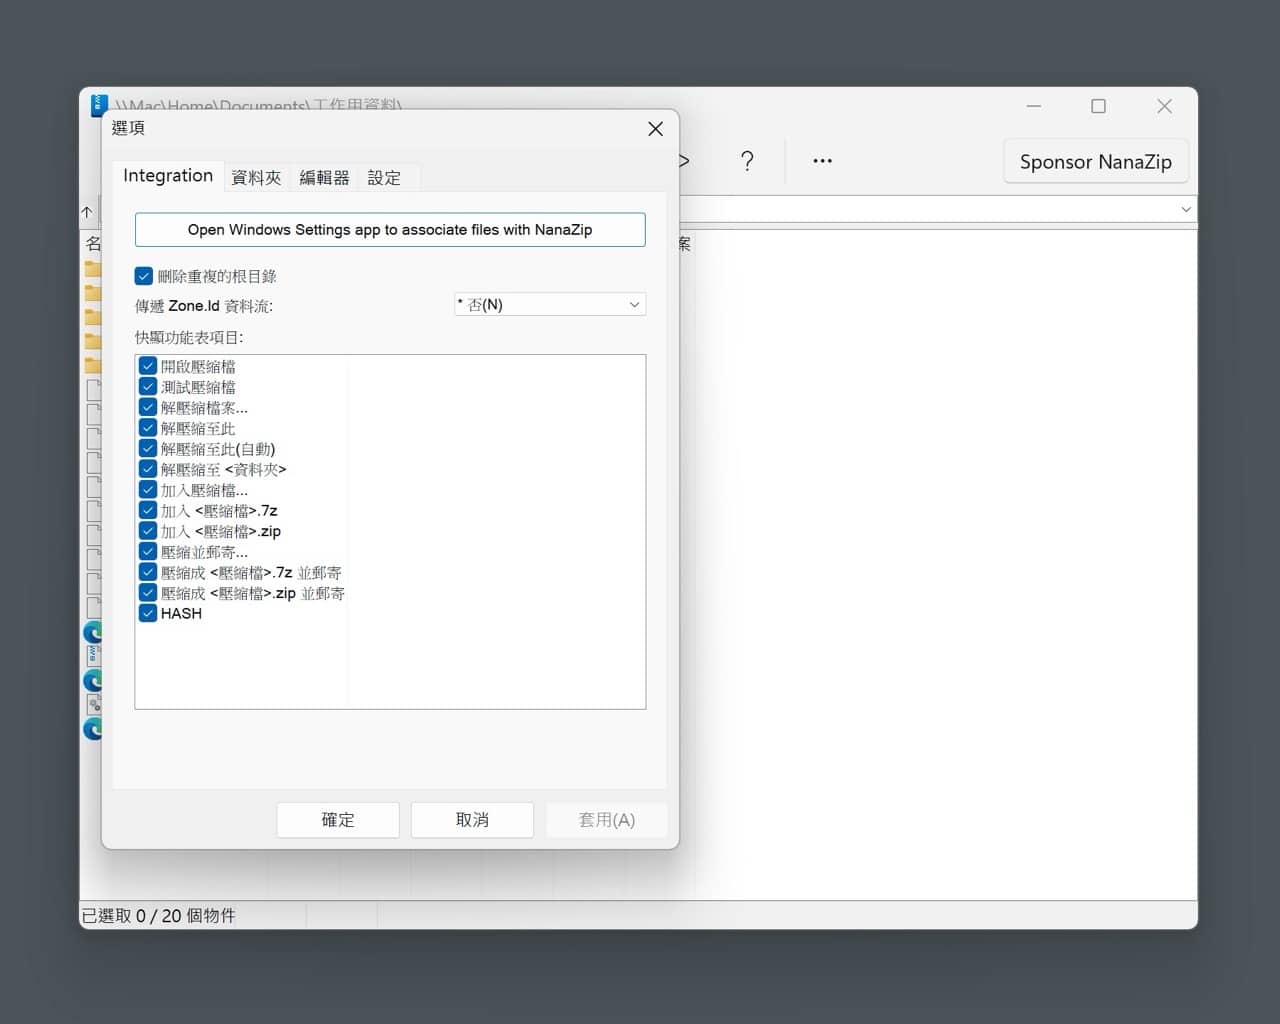 \\Mac\Home\Documents\工作用資料\
選項
Sponsor NanaZip
Integration 資料夾 編輯器 設定
Open Windows Settings app to associate files with NanaZip
名
案
刪除重複的根目錄
傳遞 Zone.Id 資料流: * 否(N)
快顯功能表項目:
開啟壓縮檔
測試壓縮檔
解壓縮檔案...
解壓縮至此
解壓縮至此(自動)
解壓縮至 <資料夾>
加入壓縮檔...
加入 <壓縮檔>.7z
加入 <壓縮檔>.zip
壓縮並郵寄...
壓縮成 <壓縮檔>.7z 並郵寄
壓縮成 <壓縮檔>.zip 並郵寄
HASH
確定 取消 套用(A)
已選取 0 / 20 個物件